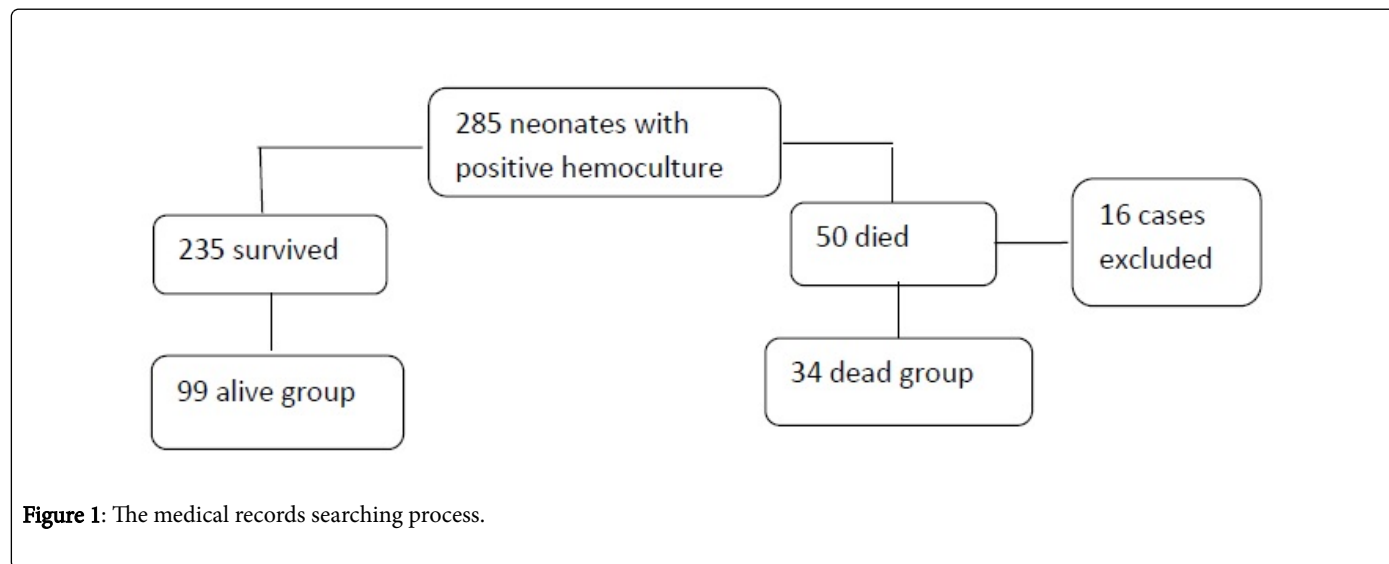 285 neonates with
positive hemoculture
235 survived
50 died
16 cases
excluded
99 alive group
34 dead group
Figure 1: The medical records searching process.